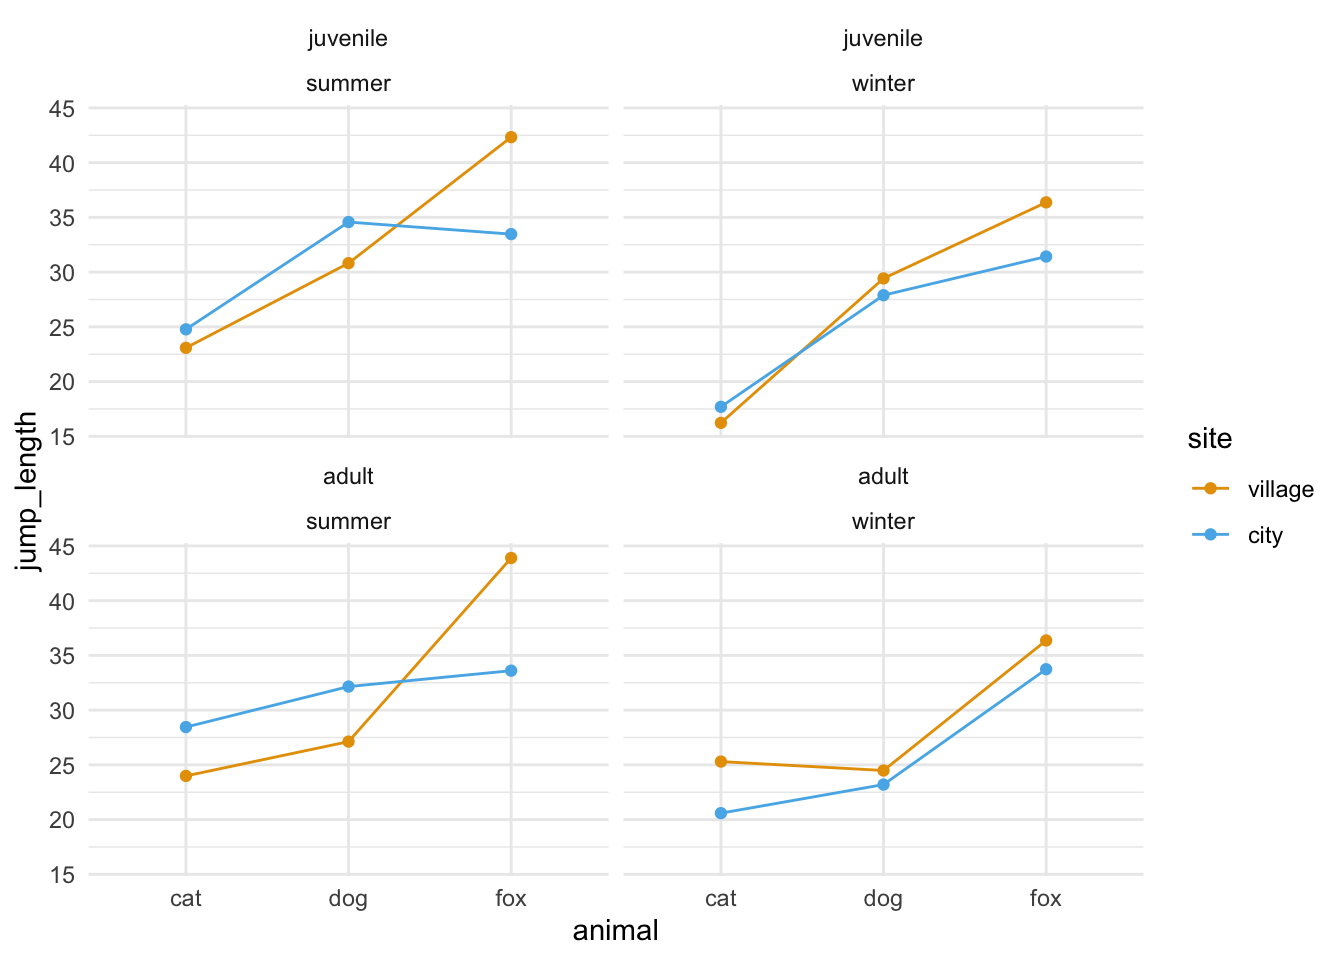 juvenile
summer
juvenile
winter
45
40
35
30
25
20
15
adult
summer
adult
winter
45
40
35
30
25
20
15
cat
dog
fox
cat
dog
fox
animal
jump_length
site
village
city